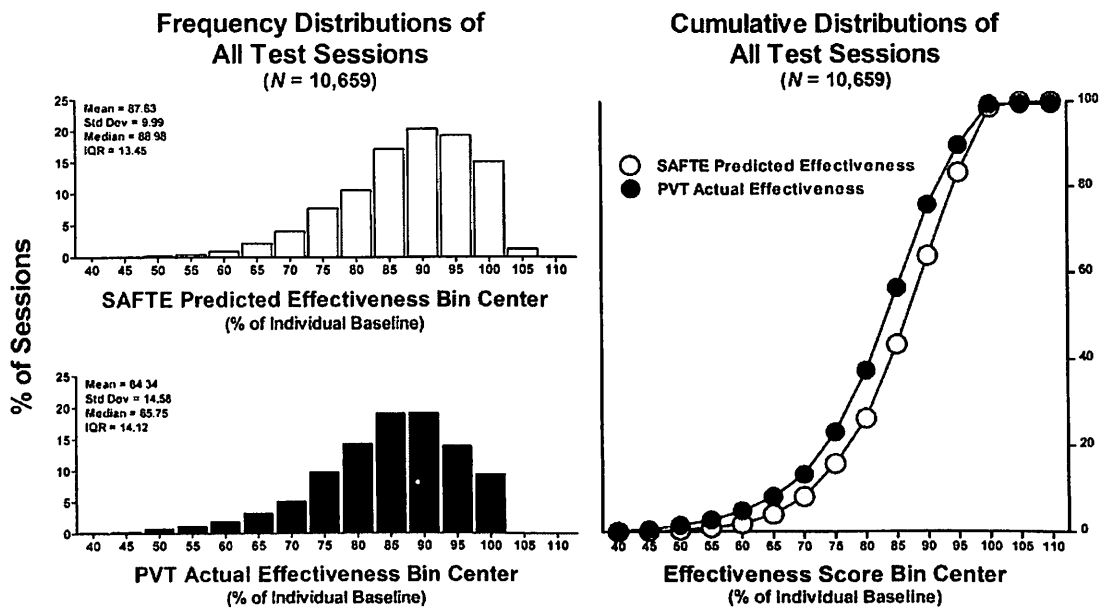 Frequency Distributions of
All Test Sessions
(N = 10,659)
Mean = 87.63
Std Dev = 9.99
Median = 88.98
IQR = 13.45
25
20
15
10
5
0
40 45 50 55 60 65 70 75 80 85 90 95 100 105 110
SAFTE Predicted Effectiveness Bin Center
(% of Individual Baseline)
% of Sessions
Mean = 84.34
Std Dev = 14.58
Median = 85.75
IQR = 14.12
25
20
15
10
5
0
40 45 50 55 60 65 70 75 80 85 90 95 100 105 110
PVT Actual Effectiveness Bin Center
(% of Individual Baseline)
Cumulative Distributions of
All Test Sessions
(N = 10,659)
SAFTE Predicted Effectiveness
PVT Actual Effectiveness
100
80
60
40
20
0
40 45 50 55 60 65 70 75 80 85 90 95 100 105 110
Effectiveness Score Bin Center
(% of Individual Baseline)